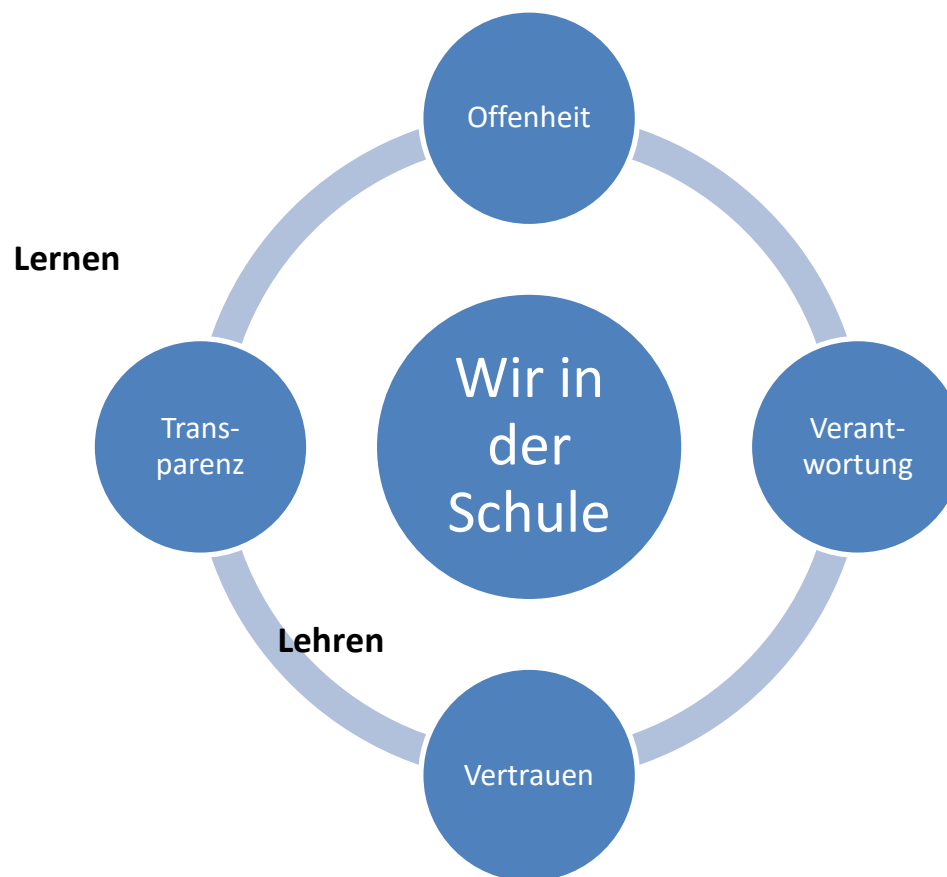 Offenheit
Lernen
Wir in
der
Schule
Trans-
parenz
Verant-
wortung
Lehren
Vertrauen